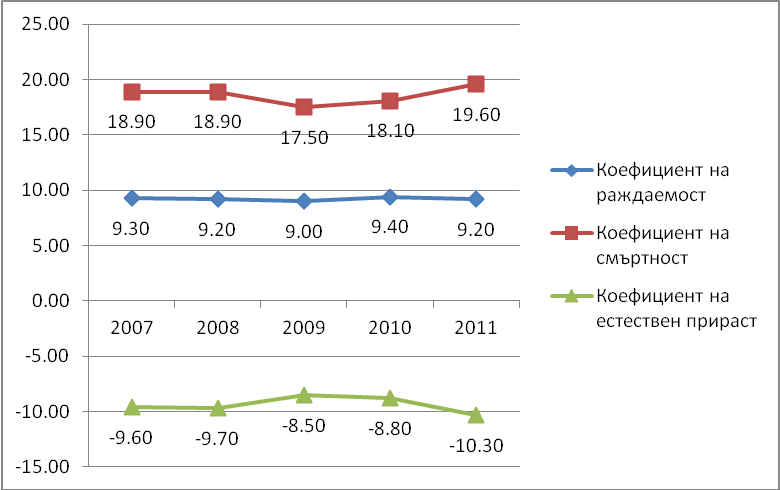 25.00
20.00
15.00
10.00
5.00
0.00
-5.00
-10.00
-15.00
18.90 18.90 17.50 18.10 19.60
9.30 9.20 9.00 9.40 9.20
2007 2008 2009 2010 2011
-9.60 -9.70 -8.50 -8.80 -10.30
Коефициент на
раждаемост
Коефициент на
смъртност
Коефициент на
естествен прираст